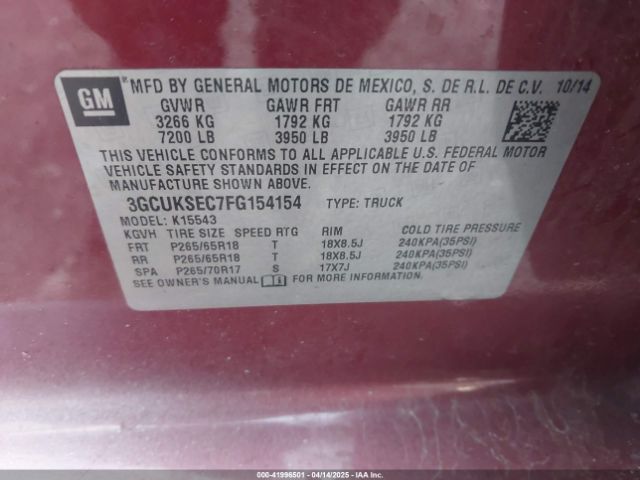 GM
® MFD BY GENERAL MOTORS DE MEXICO, S. DE R.L. DE C.V. 10/14
GVWR GAWR FRT GAWR RR
3266 KG 1792 KG 1792 KG
7200 LB 3950 LB 3950 LB
THIS VEHICLE CONFORMS TO ALL APPLICABLE U.S. FEDERAL MOTOR
VEHICLE SAFETY STANDARDS IN EFFECT ON THE DATE OF
MANUFACTURE SHOWN ABOVE.
3GCUKSEC7FG154154 TYPE: TRUCK
MODEL: K15543
KGVH TIRE SIZE SPEED RTG RIM COLD TIRE PRESSURE
FRT P265/65R18 T 18X8.5J 240KPA(35PSI)
RR P265/65R18 T 18X8.5J 240KPA(35PSI)
SPA P265/70R17 S 17X7J 240KPA(35PSI)
SEE OWNER'S MANUAL FOR MORE INFORMATION.
000-41996501 - 04/14/2025 - IAAHOLDINGS, LLC